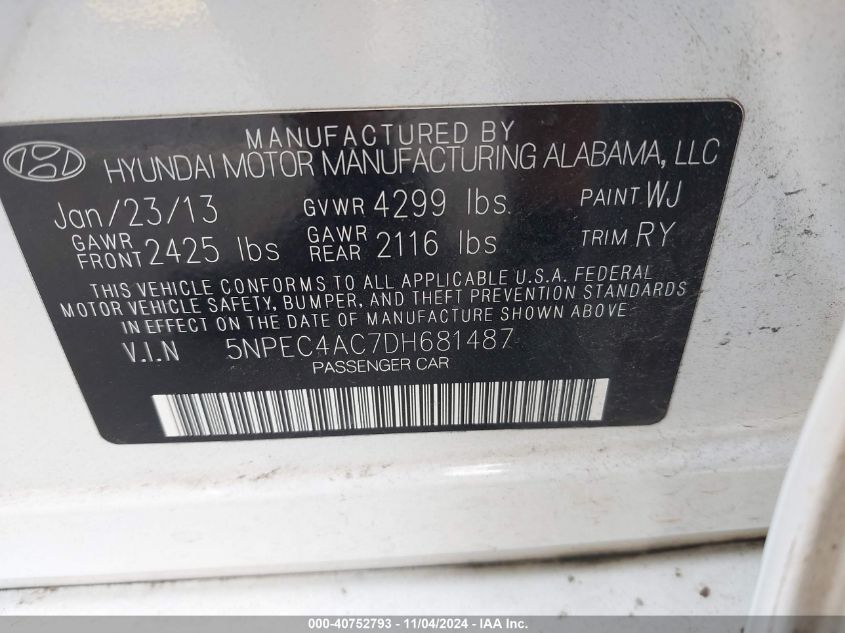 MANUFACTURED BY
HYUNDAI MOTOR MANUFACTURING ALABAMA, LLC
Jan/23/13 GVWR 4299 lbs. PAINT WJ
GAWR FRONT 2425 lbs GAWR REAR 2116 lbs TRIM RY
THIS VEHICLE CONFORMS TO ALL APPLICABLE U.S.A. FEDERAL
MOTOR VEHICLE SAFETY, BUMPER, AND THEFT PREVENTION STANDARDS
IN EFFECT ON THE DATE OF MANUFACTURE SHOWN ABOVE.
V.I.N 5NPEC4AC7DH681487
PASSENGER CAR
000-40752793 - 11/04/2024 - IAA Inc.